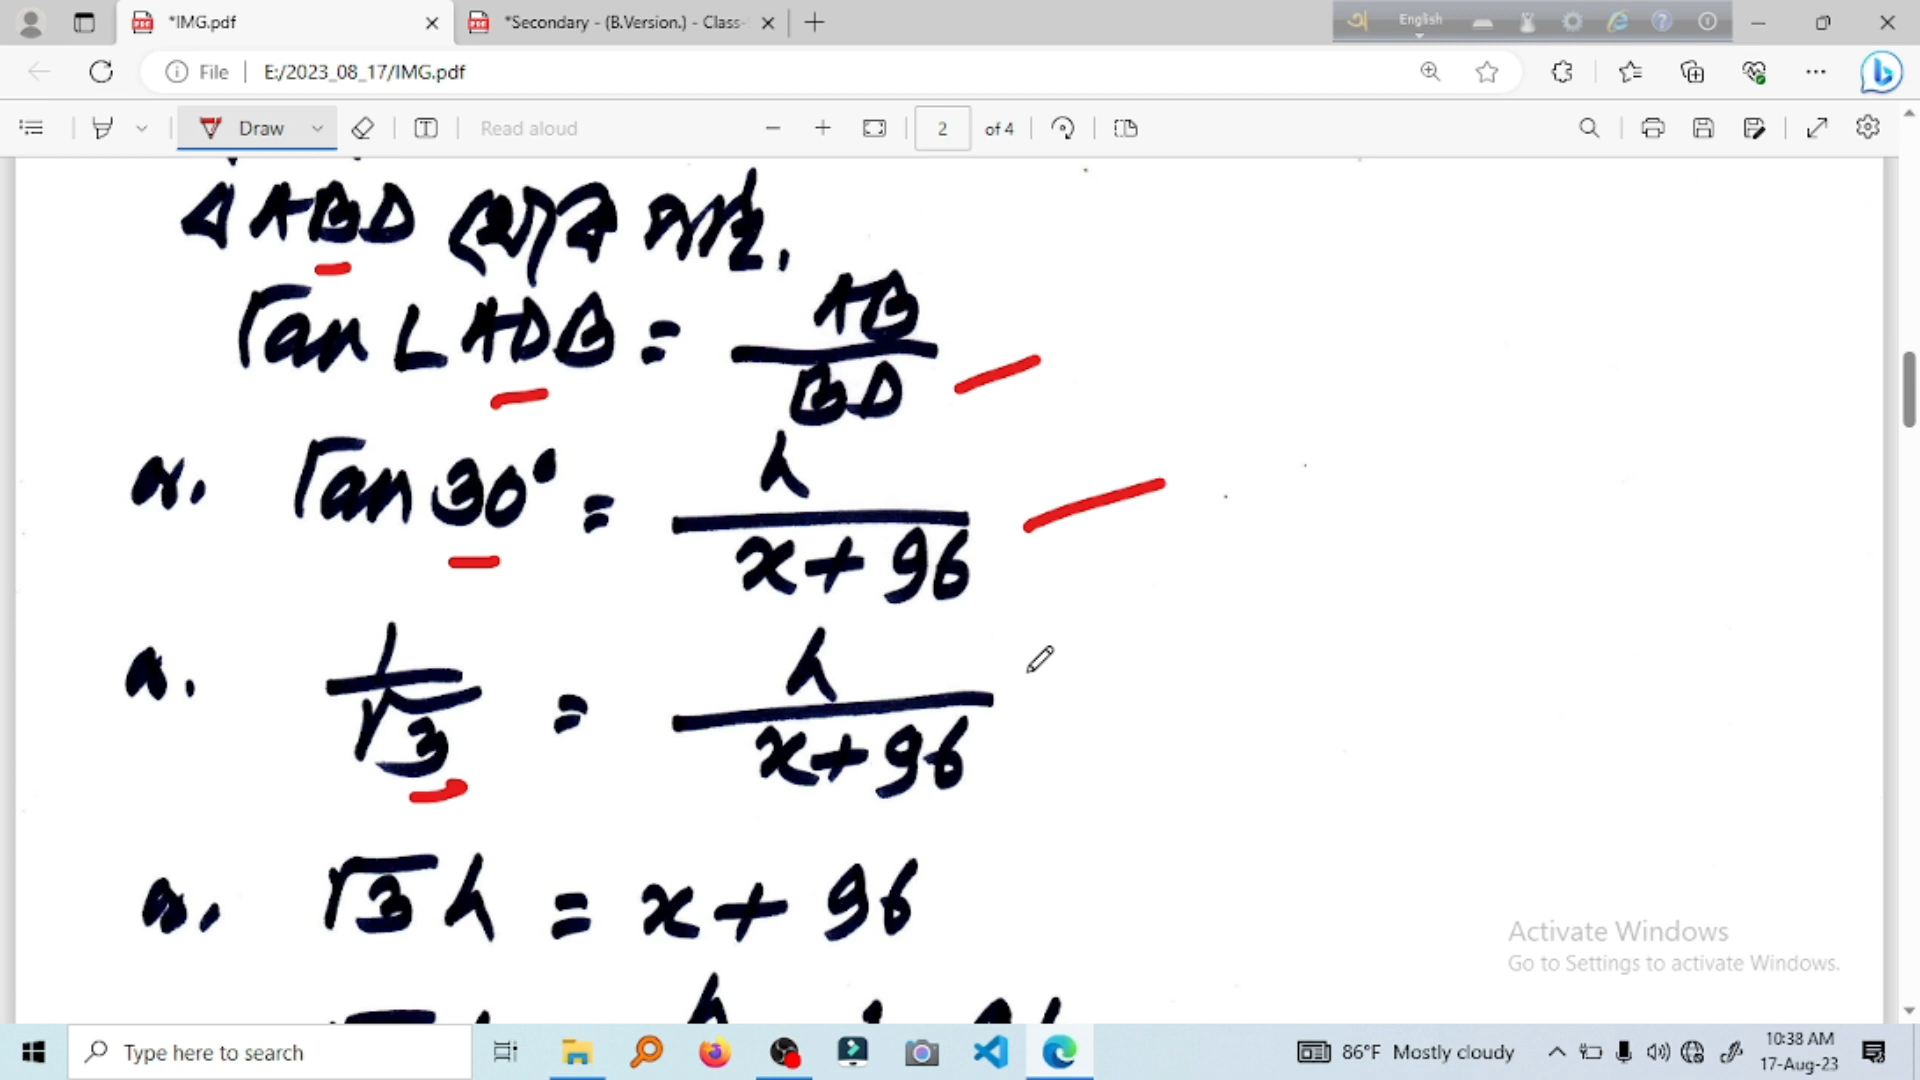 *IMG.pdf
*Secondary - (B.Version.) - Class-
English
File
E:/2023_08_17/IMG.pdf
Draw
Read aloud
2
of 4
Δ ABD থেকে পাই,
Tan ∠ ADB = AB / BD
বা, Tan 30° = h / x + 96
বা, 1 / √3 = h / x + 96
বা, √3 h = x + 96
Activate Windows
Go to Settings to activate Windows.
Type here to search
86°F Mostly cloudy
10:38 AM
17-Aug-23